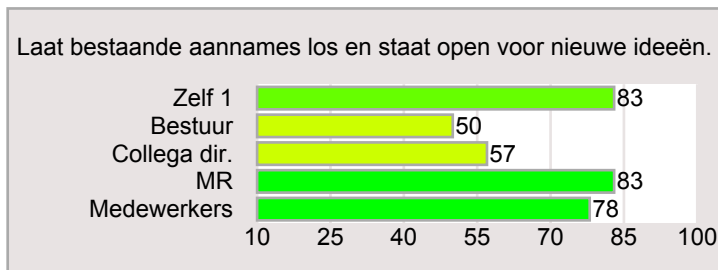 Laat bestaande aannames los en staat open voor nieuwe ideeën.
Zelf 1 83
Bestuur 50
Collega dir. 57
MR 83
Medewerkers 78
10 25 40 55 70 85 100